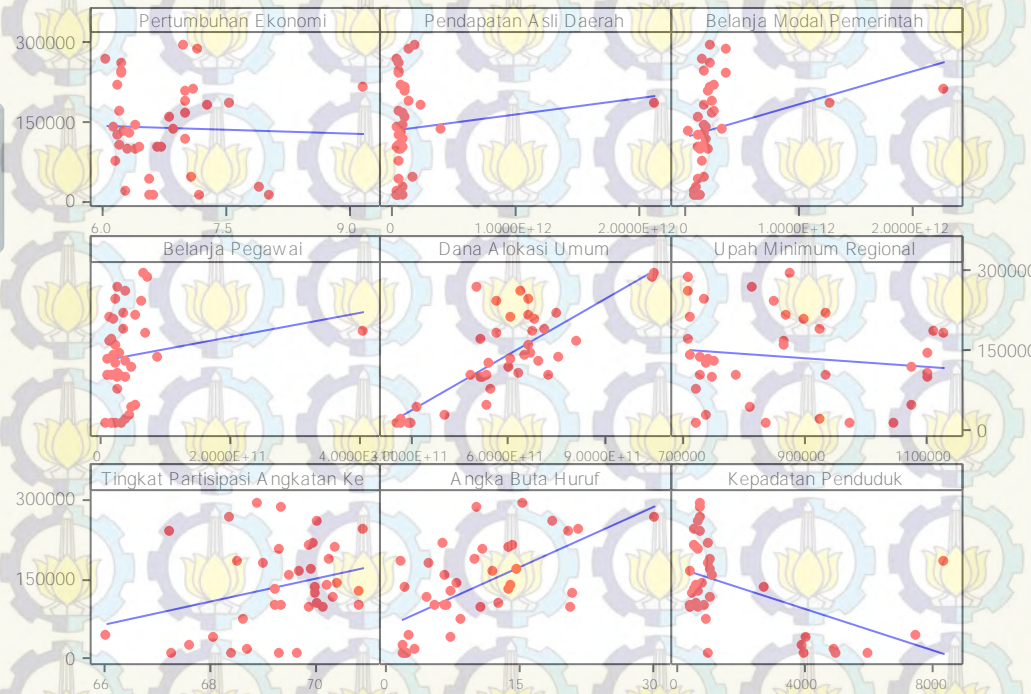 Pertumbuhan Ekonomi Pendapatan Asli Daerah Belanja Modal Pemerintah
300000
150000
0
6.0 7.5 9.0 0 1.0000E+12 2.0000E+12 0 1.0000E+12 2.0000E+12
Belanja Pegawai Dana Alokasi Umum Upah Minimum Regional
300000
150000
0
0 2.0000E+11 4.0000E+11 6.0000E+11 9.0000E+11 700000 900000 1100000
Tingkat Partisipasi Angkatan Ke Angka Buta Huruf Kepadatan Penduduk
300000
150000
0
66 68 70 0 15 30 0 4000 8000